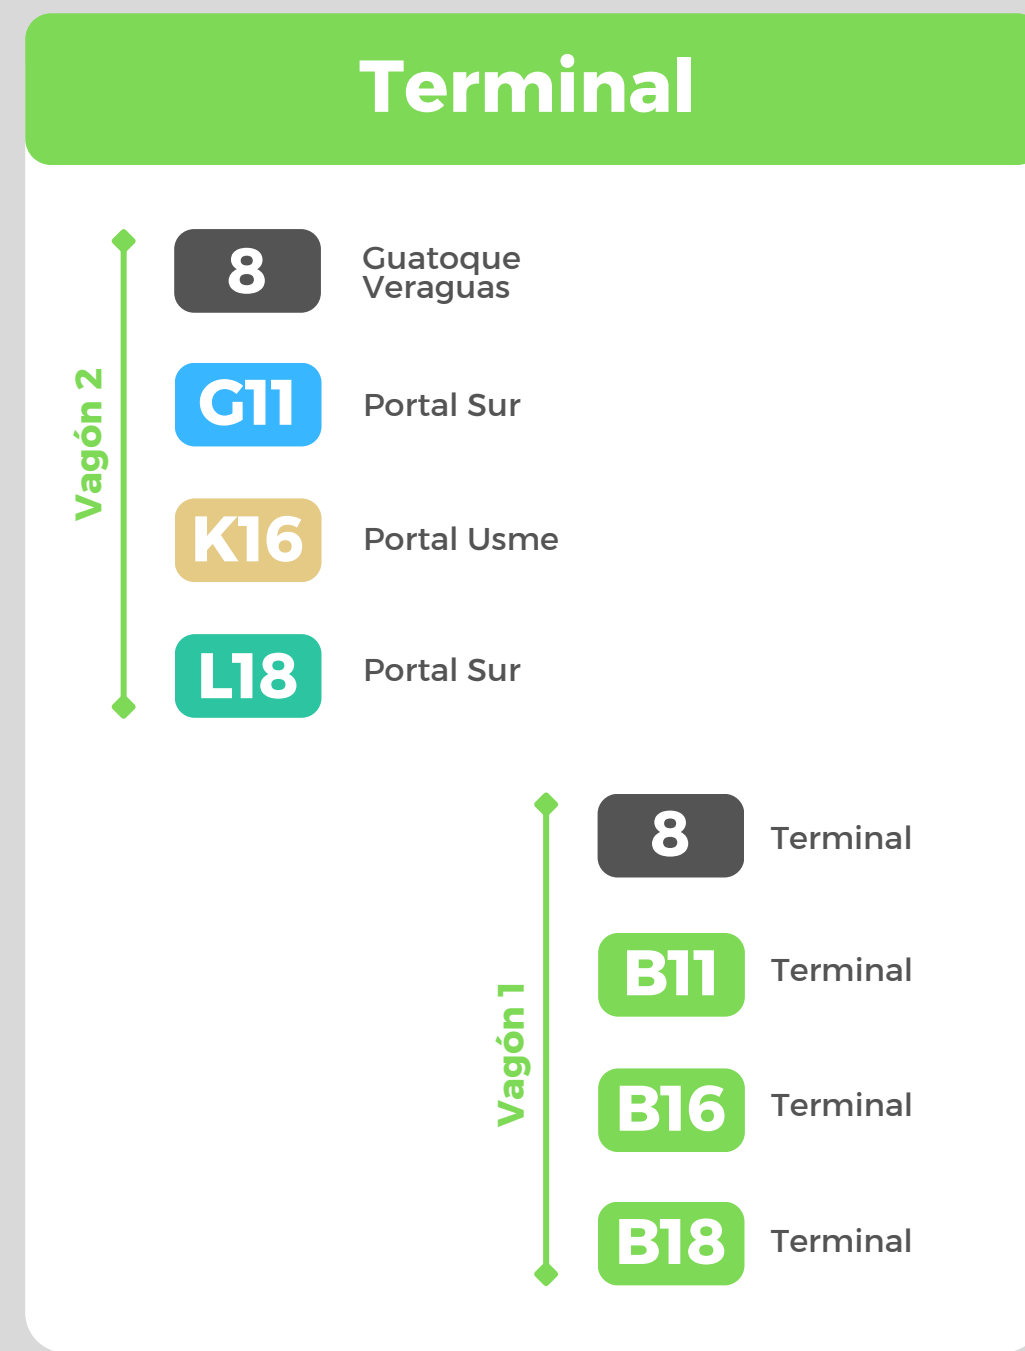 Terminal
Vagón 2
8
Guatoque
Veraguas
G11
Portal Sur
K16
Portal Usme
L18
Portal Sur
Vagón 1
8
Terminal
B11
Terminal
B16
Terminal
B18
Terminal